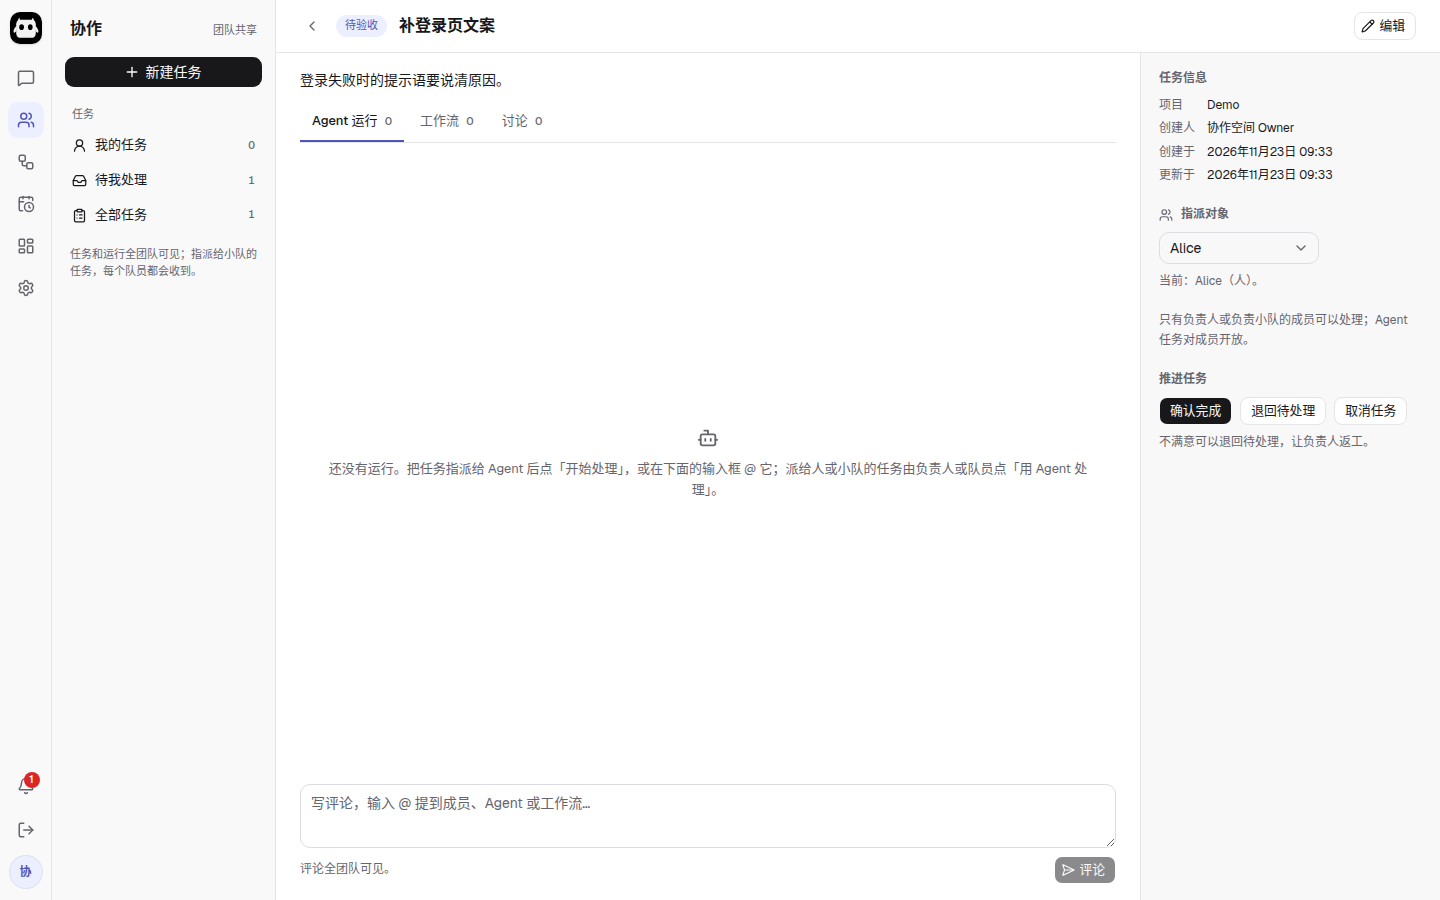 协作
团队共享
新建任务
任务
我的任务 0
待我处理 1
全部任务 1
任务和运行全团队可见；指派给小队的
任务，每个队员都会收到。
1
协
待验收
补登录页文案
编辑
登录失败时的提示语要说清原因。
Agent 运行 0
工作流 0
讨论 0
还没有运行。把任务指派给 Agent 后点「开始处理」，或在下面的输入框 @ 它；派给人或小队的任务由负责人或队员点「用 Agent 处
理」。
写评论，输入 @ 提到成员、Agent 或工作流…
评论全团队可见。
评论
任务信息
项目 Demo
创建人 协作空间 Owner
创建于 2026年11月23日 09:33
更新于 2026年11月23日 09:33
指派对象
Alice
当前：Alice（人）。
只有负责人或负责小队的成员可以处理；Agent
任务对成员开放。
推进任务
确认完成
退回待处理
取消任务
不满意可以退回待处理，让负责人返工。